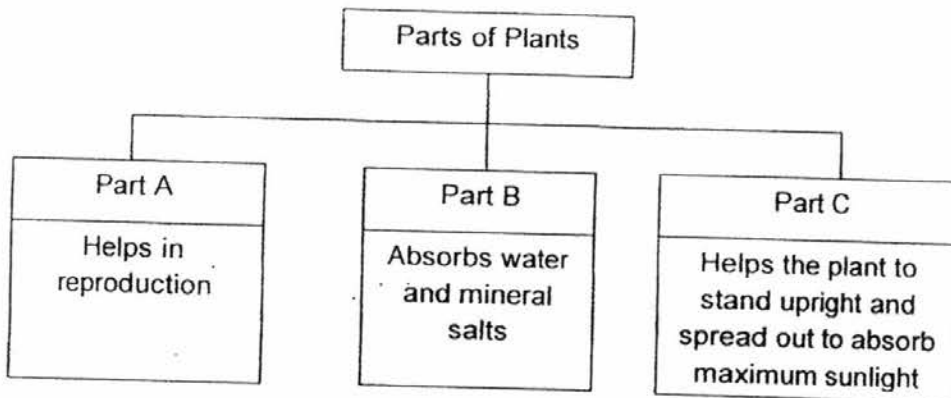 Parts of Plants
Part A
Helps in
reproduction
Part B
Absorbs water
and mineral
salts
Part C
Helps the plant to
stand upright and
spread out to absorb
maximum sunlight